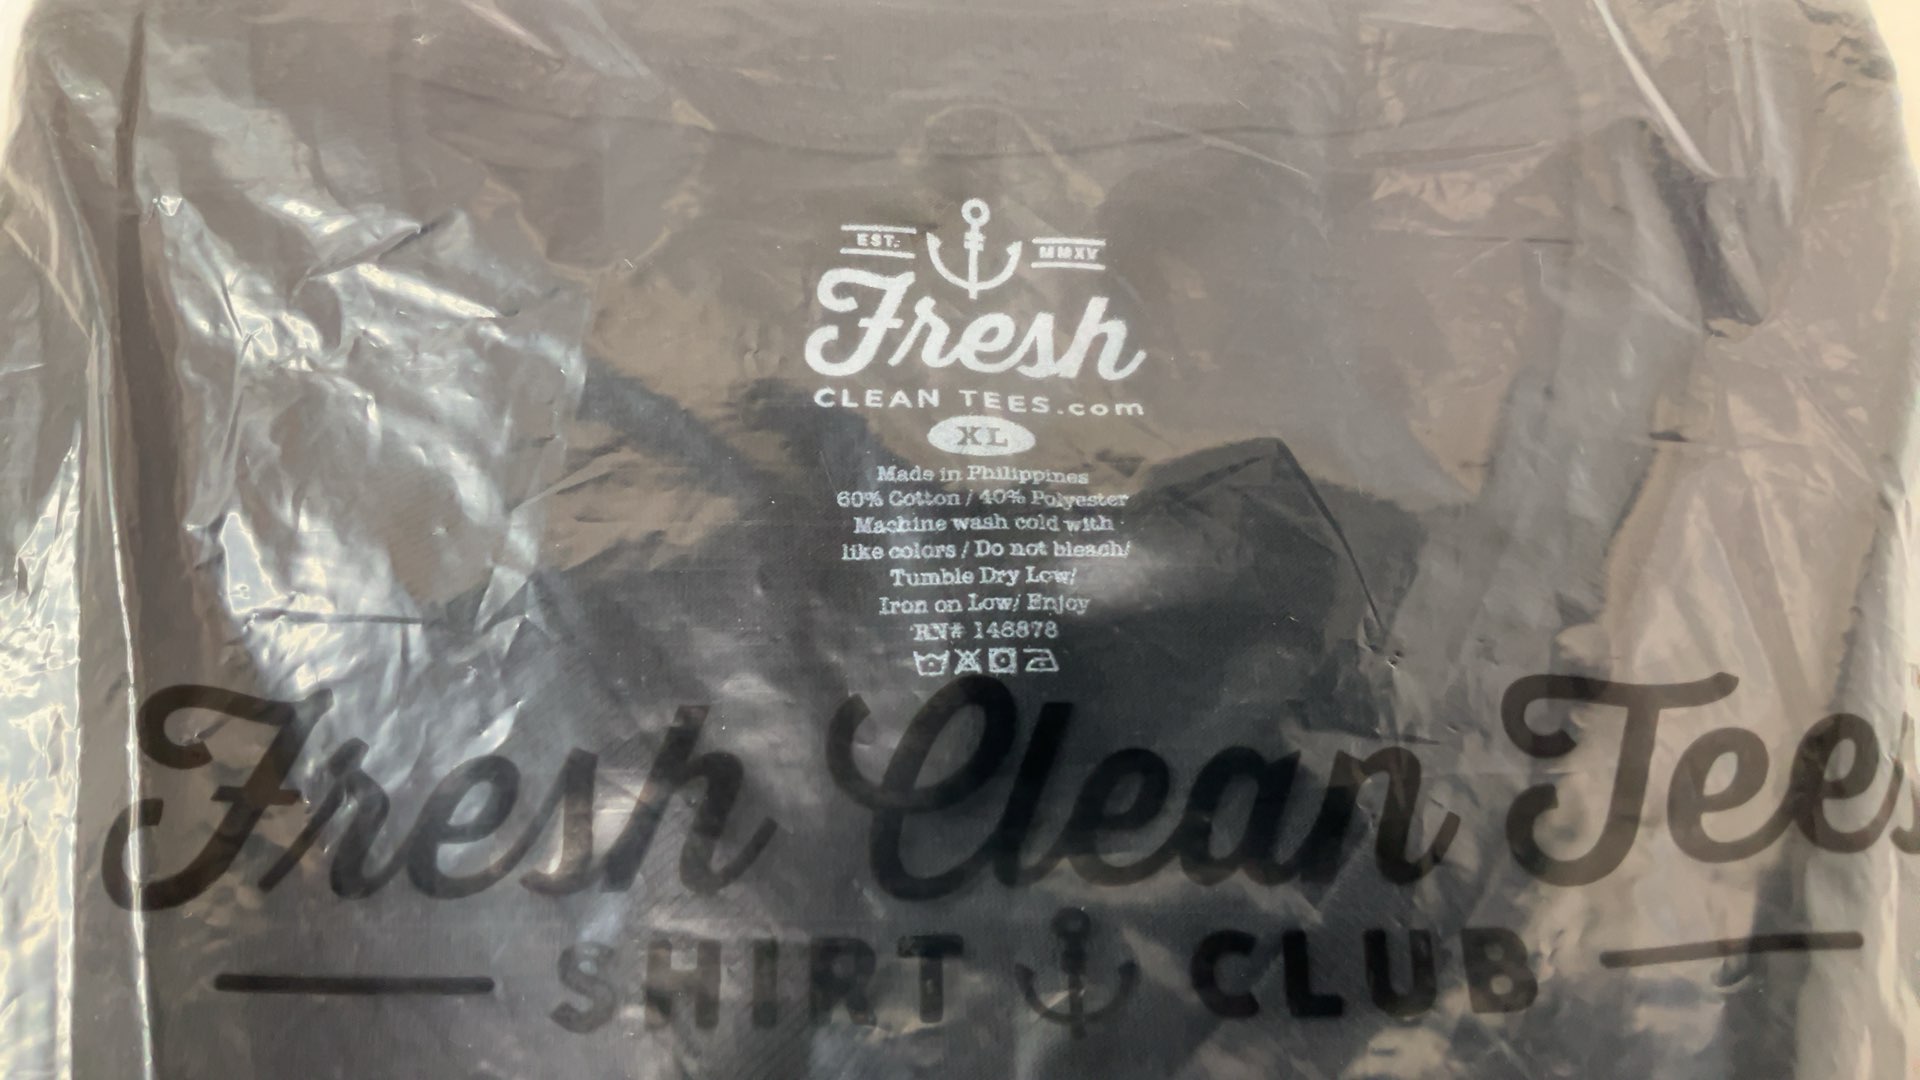 EST. MMXV
Fresh
CLEAN TEES.com
XL
Made in Philippines
60% Cotton / 40% Polyester
Machine wash cold with
like colors / Do not bleach/
Tumble Dry Low/
Iron on Low/ Enjoy
RN# 148878
Fresh Clean Tees
SHIRT CLUB